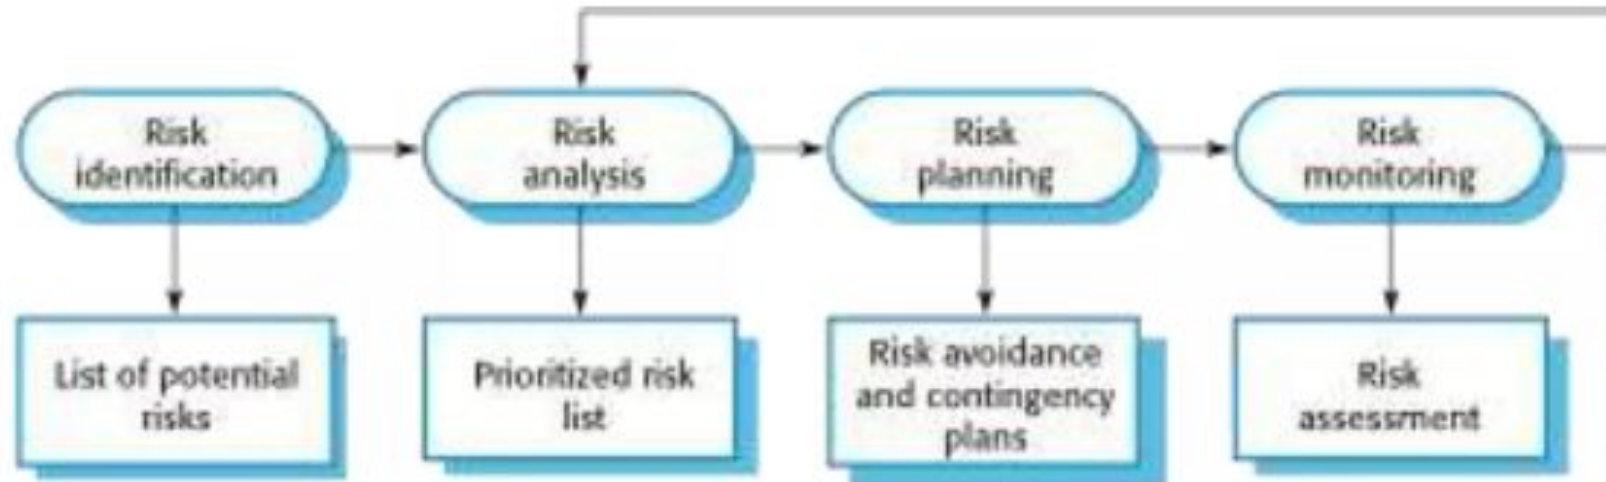 Risk
identification
Risk
analysis
Risk
planning
Risk
monitoring
List of potential
risks
Prioritized risk
list
Risk avoidance
and contingency
plans
Risk
assessment